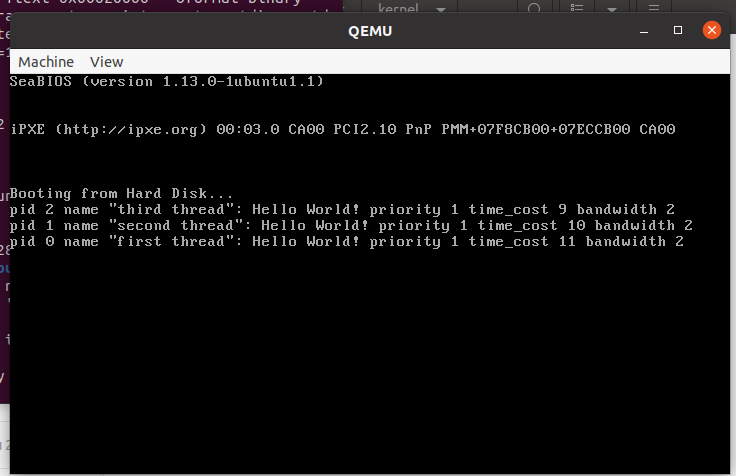 kernel
QEMU
Machine View
SeaBIOS (version 1.13.0-1ubuntu1.1)
iPXE (http://ipxe.org) 00:03.0 CA00 PCI2.10 PnP PMM+07F8CB00+07ECCB00 CA00
Booting from Hard Disk...
pid 2 name "third thread": Hello World! priority 1 time_cost 9 bandwidth 2
pid 1 name "second thread": Hello World! priority 1 time_cost 10 bandwidth 2
pid 0 name "first thread": Hello World! priority 1 time_cost 11 bandwidth 2